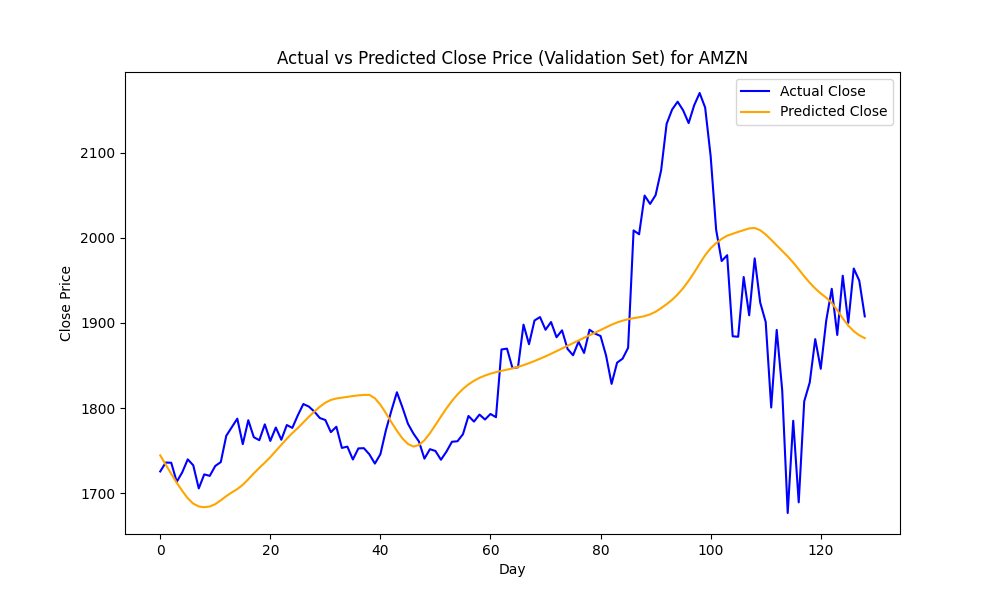 Actual vs Predicted Close Price (Validation Set) for AMZN
Actual Close
Predicted Close
Close Price
2100
2000
1900
1800
1700
0 20 40 60 80 100 120
Day